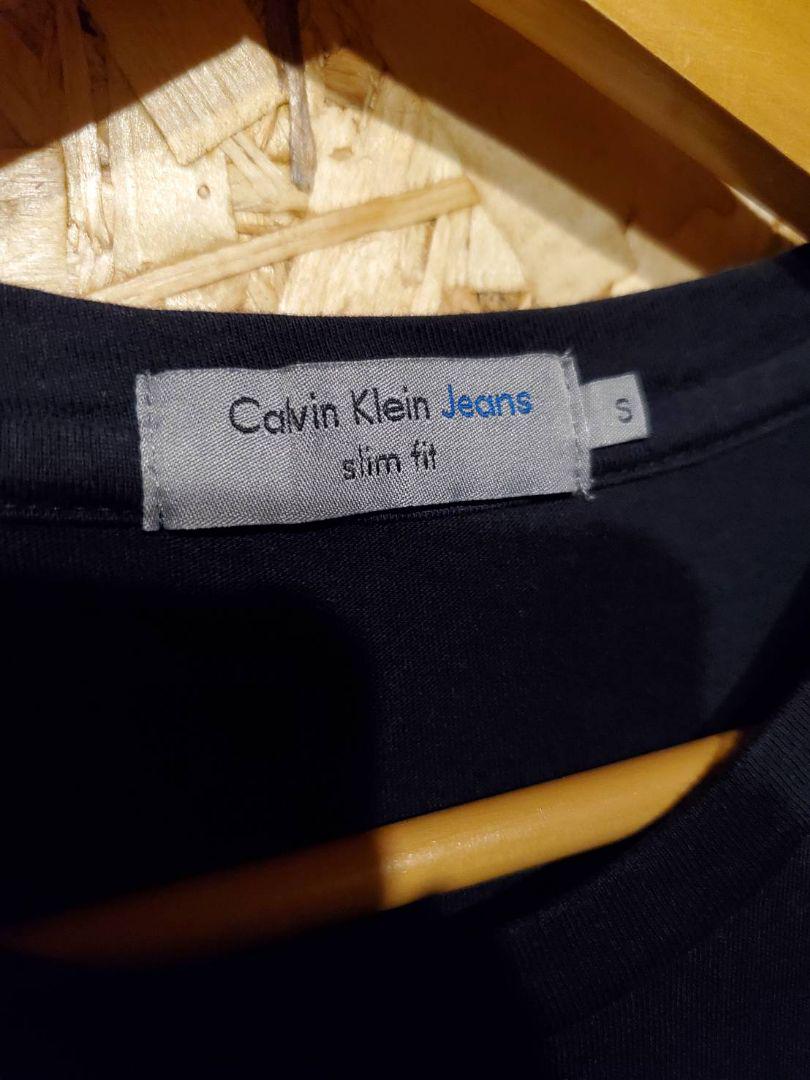 Calvin Klein Jeans
slim fit
S